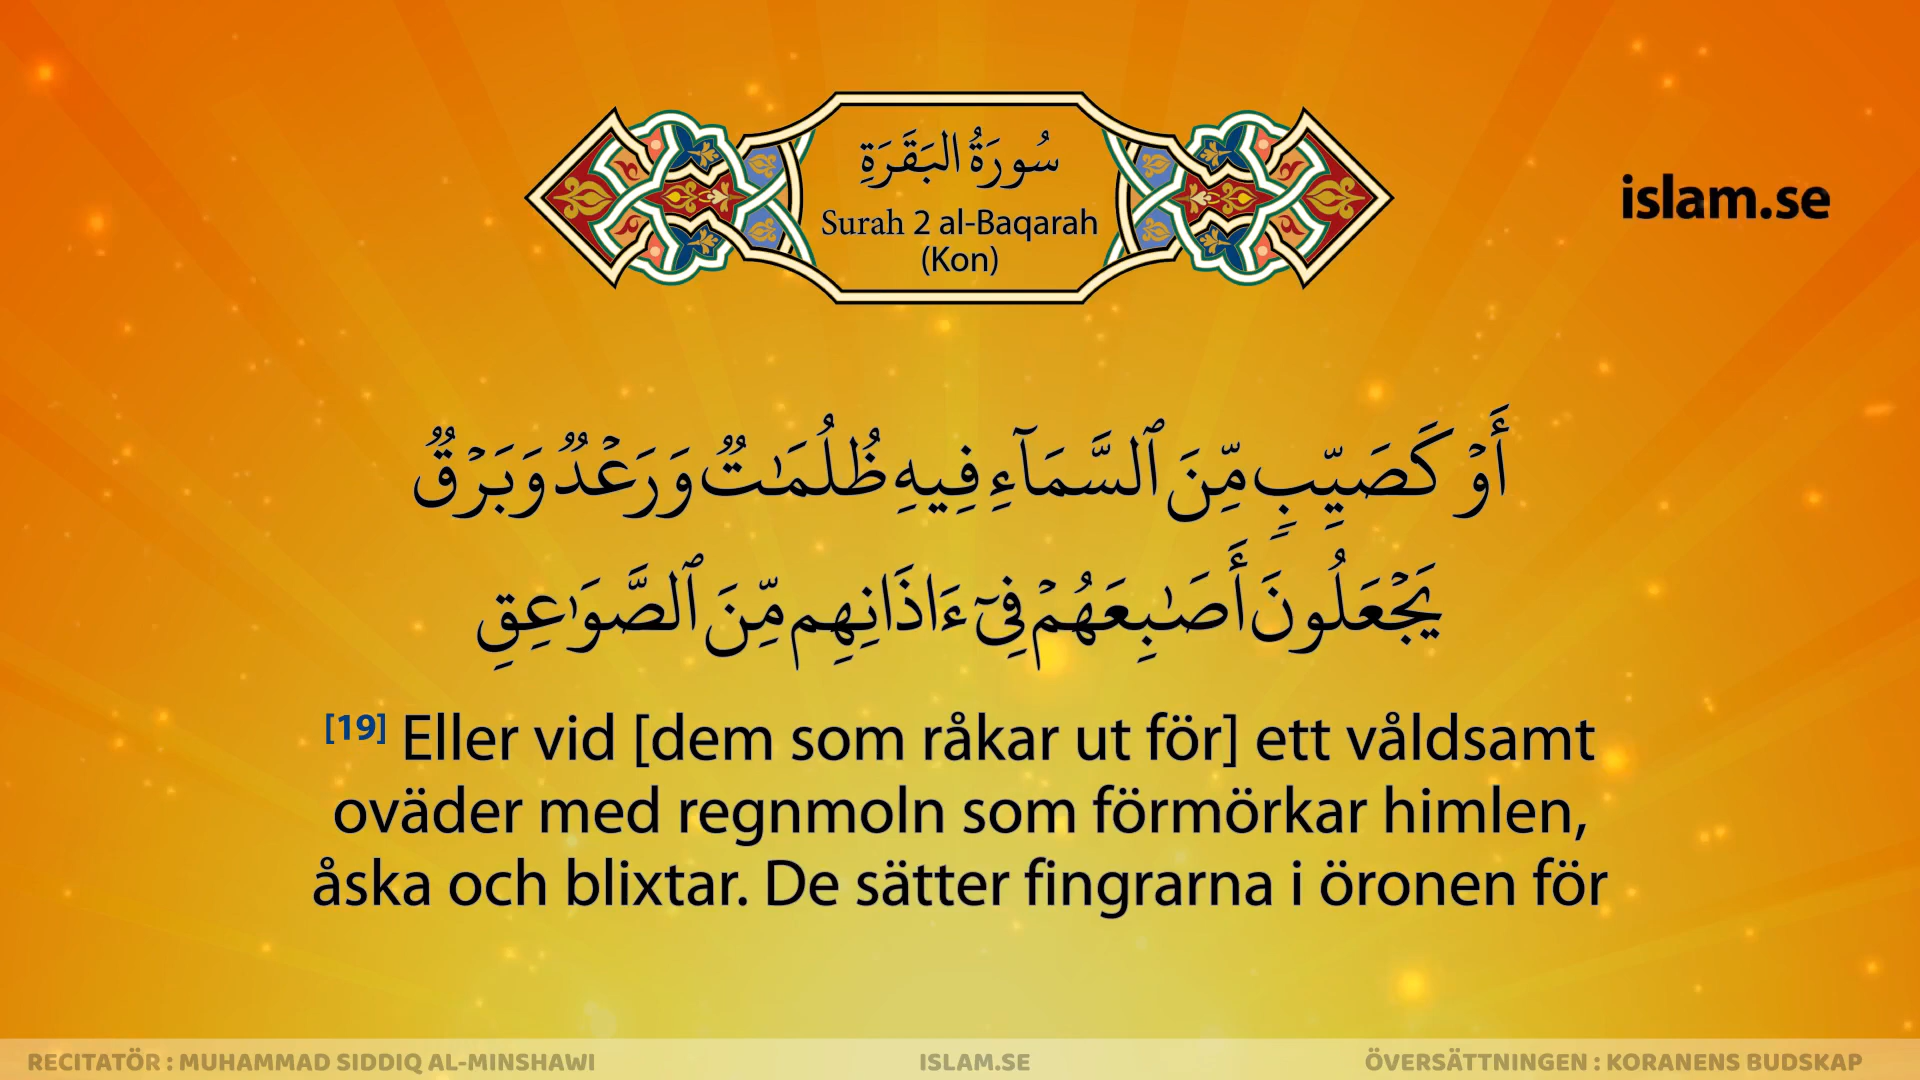 سُورَةُ البَقَرَةِ
Surah 2 al-Baqarah
(Kon)
islam.se
أَوۡ كَصَيِّبٖ مِّنَ ٱلسَّمَآءِ فِيهِ ظُلُمَٰتٞ وَرَعۡدٞ وَبَرۡقٞ
يَجۡعَلُونَ أَصَٰبِعَهُمۡ فِيٓ ءَاذَانِهِم مِّنَ ٱلصَّوَٰعِقِ
[19] Eller vid [dem som råkar ut för] ett våldsamt
oväder med regnmoln som förmörkar himlen,
åska och blixtar. De sätter fingrarna i öronen för
RECITATÖR : MUHAMMAD SIDDIQ AL-MINSHAWI
ISLAM.SE
ÖVERSÄTTNINGEN : KORANENS BUDSKAP